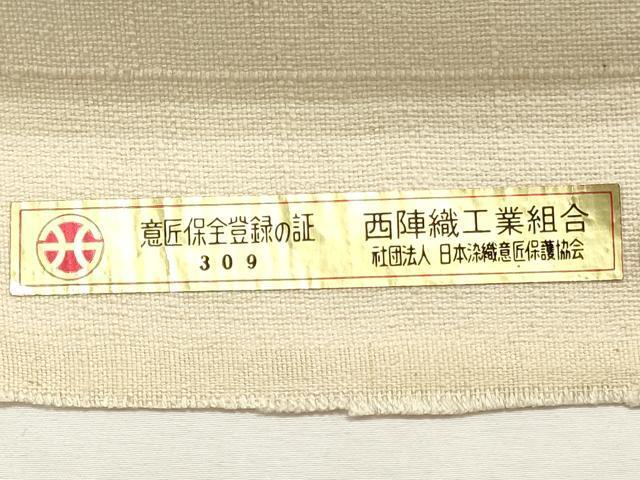 意匠保全登録の証
309
西陣織工業組合
社団法人 日本染織意匠保護協会